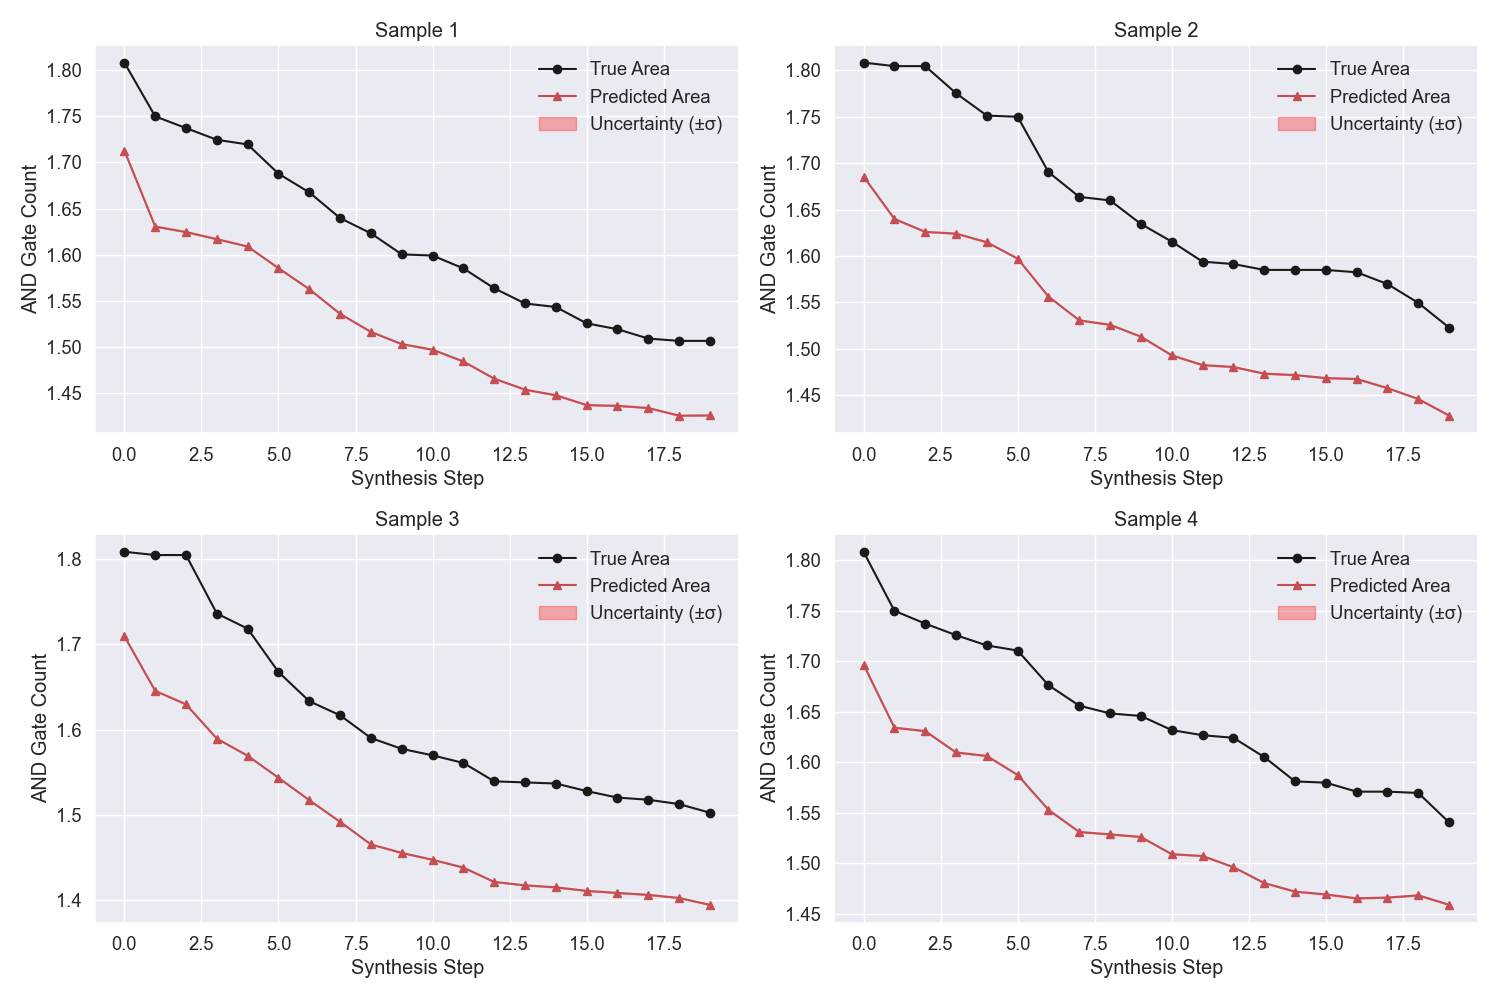 Sample 1
AND Gate Count
1.80
1.75
1.70
1.65
1.60
1.55
1.50
1.45
True Area
Predicted Area
Uncertainty (±σ)
0.0 2.5 5.0 7.5 10.0 12.5 15.0 17.5
Synthesis Step
Sample 2
AND Gate Count
1.80
1.75
1.70
1.65
1.60
1.55
1.50
1.45
True Area
Predicted Area
Uncertainty (±σ)
0.0 2.5 5.0 7.5 10.0 12.5 15.0 17.5
Synthesis Step
Sample 3
AND Gate Count
1.8
1.7
1.6
1.5
1.4
True Area
Predicted Area
Uncertainty (±σ)
0.0 2.5 5.0 7.5 10.0 12.5 15.0 17.5
Synthesis Step
Sample 4
AND Gate Count
1.80
1.75
1.70
1.65
1.60
1.55
1.50
1.45
True Area
Predicted Area
Uncertainty (±σ)
0.0 2.5 5.0 7.5 10.0 12.5 15.0 17.5
Synthesis Step